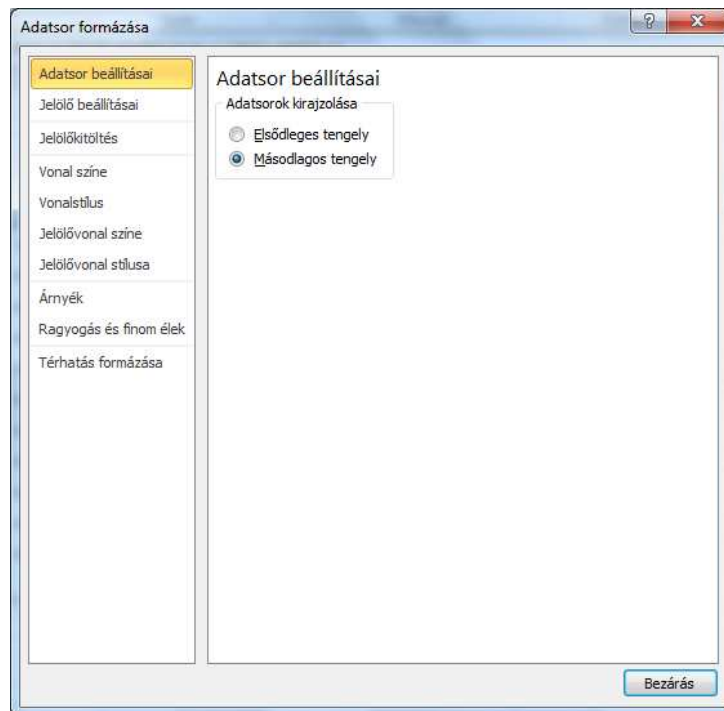 Adatsor formázása
?
X
Adatsor beállításai
Jelölő beállításai
Jelölőkitöltés
Vonal színe
Vonalstílus
Jelölővonal színe
Jelölővonal stílusa
Árnyék
Ragyogás és finom élek
Térhatás formázása
Adatsor beállításai
Adatsorok kirajzolása
Elsődleges tengely
Másodlagos tengely
Bezárás